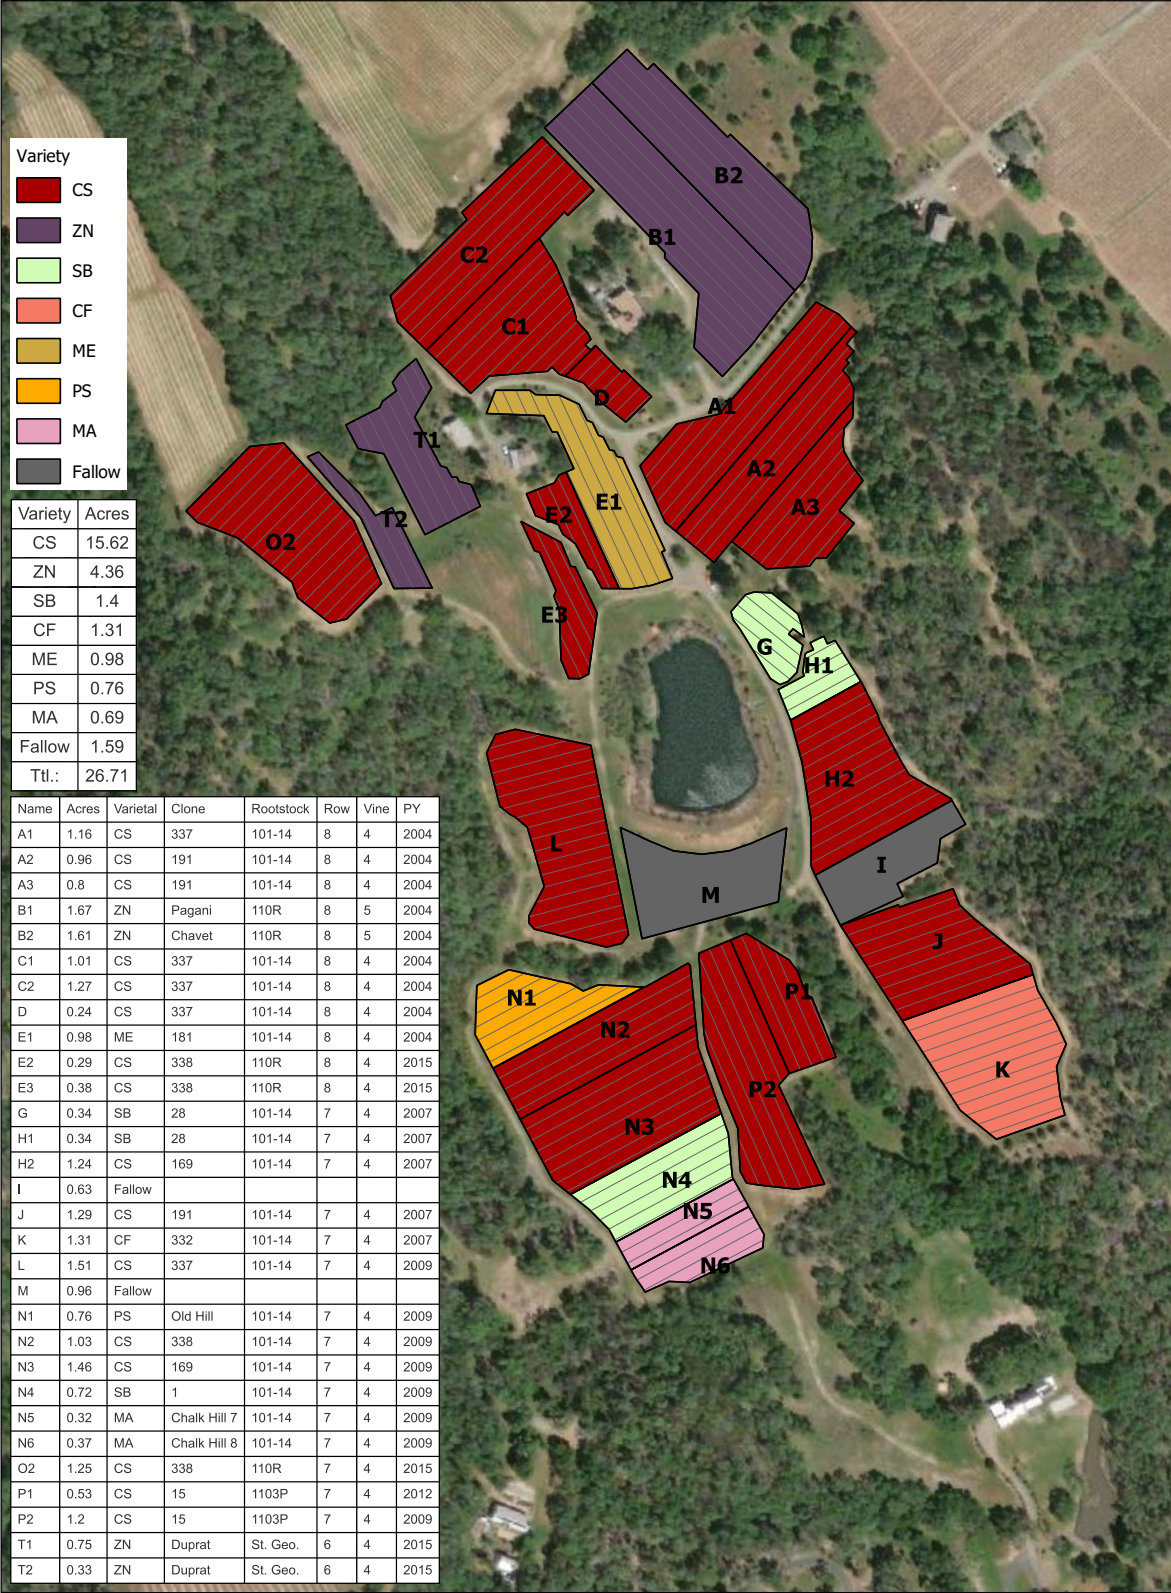 Variety
CS
ZN
SB
CF
ME
PS
MA
Fallow
Variety Acres
CS 15.62
ZN 4.36
SB 1.4
CF 1.31
ME 0.98
PS 0.76
MA 0.69
Fallow 1.59
Ttl.: 26.71
Name Acres Varietal Clone Rootstock Row Vine PY
A1 1.16 CS 337 101-14 8 4 2004
A2 0.96 CS 191 101-14 8 4 2004
A3 0.8 CS 191 101-14 8 4 2004
B1 1.67 ZN Pagani 110R 8 5 2004
B2 1.61 ZN Chavet 110R 8 5 2004
C1 1.01 CS 337 101-14 8 4 2004
C2 1.27 CS 337 101-14 8 4 2004
D 0.24 CS 337 101-14 8 4 2004
E1 0.98 ME 181 101-14 8 4 2004
E2 0.29 CS 338 110R 8 4 2015
E3 0.38 CS 338 110R 8 4 2015
G 0.34 SB 28 101-14 7 4 2007
H1 0.34 SB 28 101-14 7 4 2007
H2 1.24 CS 169 101-14 7 4 2007
I 0.63 Fallow
J 1.29 CS 191 101-14 7 4 2007
K 1.31 CF 332 101-14 7 4 2007
L 1.51 CS 337 101-14 7 4 2009
M 0.96 Fallow
N1 0.76 PS Old Hill 101-14 7 4 2009
N2 1.03 CS 338 101-14 7 4 2009
N3 1.46 CS 169 101-14 7 4 2009
N4 0.72 SB 1 101-14 7 4 2009
N5 0.32 MA Chalk Hill 7 101-14 7 4 2009
N6 0.37 MA Chalk Hill 8 101-14 7 4 2009
O2 1.25 CS 338 110R 7 4 2015
P1 0.53 CS 15 1103P 7 4 2012
P2 1.2 CS 15 1103P 7 4 2009
T1 0.75 ZN Duprat St. Geo. 6 4 2015
T2 0.33 ZN Duprat St. Geo. 6 4 2015
B2
B1
C2
C1
D
A1
T1
A2
E1
A3
E2
T2
O2
E3
G
H1
H2
L
I
M
J
P1
N1
N2
K
P2
N3
N4
N5
N6